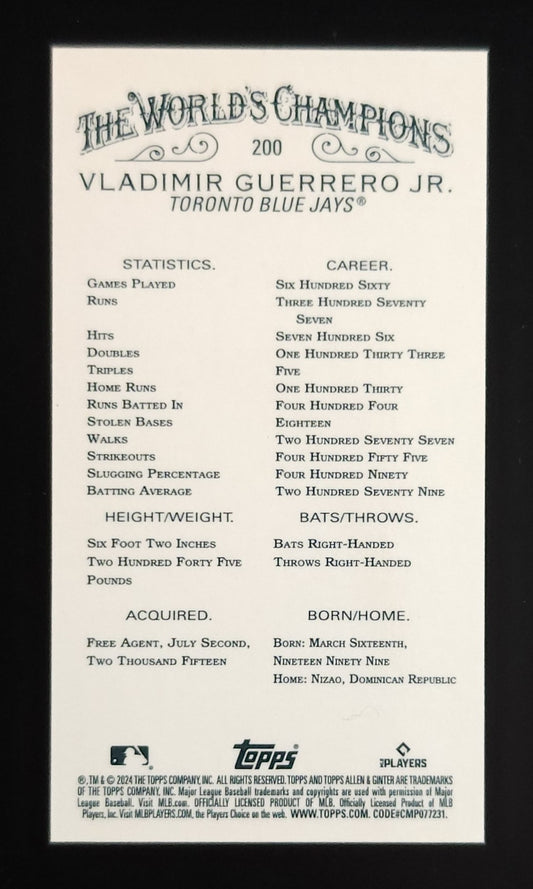 THE WORLD'S CHAMPIONS
200
VLADIMIR GUERRERO JR.
TORONTO BLUE JAYS®
STATISTICS. CAREER.
GAMES PLAYED SIX HUNDRED SIXTY
RUNS THREE HUNDRED SEVENTY
SEVEN
HITS SEVEN HUNDRED SIX
DOUBLES ONE HUNDRED THIRTY THREE
TRIPLES FIVE
HOME RUNS ONE HUNDRED THIRTY
RUNS BATTED IN FOUR HUNDRED FOUR
STOLEN BASES EIGHTEEN
WALKS TWO HUNDRED SEVENTY SEVEN
STRIKEOUTS FOUR HUNDRED FIFTY FIVE
SLUGGING PERCENTAGE FOUR HUNDRED NINETY
BATTING AVERAGE TWO HUNDRED SEVENTY NINE
HEIGHT/WEIGHT. BATS/THROWS.
SIX FOOT TWO INCHES BATS RIGHT-HANDED
TWO HUNDRED FORTY FIVE THROWS RIGHT-HANDED
POUNDS
ACQUIRED. BORN/HOME.
FREE AGENT, JULY SECOND, BORN: MARCH SIXTEENTH,
TWO THOUSAND FIFTEEN NINETEEN NINETY NINE
HOME: NIZAO, DOMINICAN REPUBLIC
topps® PLAYERS
®, TM & © 2024 THE TOPPS COMPANY, INC. ALL RIGHTS RESERVED. TOPPS AND TOPPS ALLEN & GINTER ARE TRADEMARKS
OF THE TOPPS COMPANY, INC. Major League Baseball trademarks and copyrights are used with permission of Major
League Baseball. Visit MLB.com. OFFICIALLY LICENSED PRODUCT OF MLB. Officially Licensed Product of MLB
Players, Inc. Visit MLBPLAYERS.COM, the Players Choice on the web. WWW.TOPPS.COM. CODE#CMP077231.